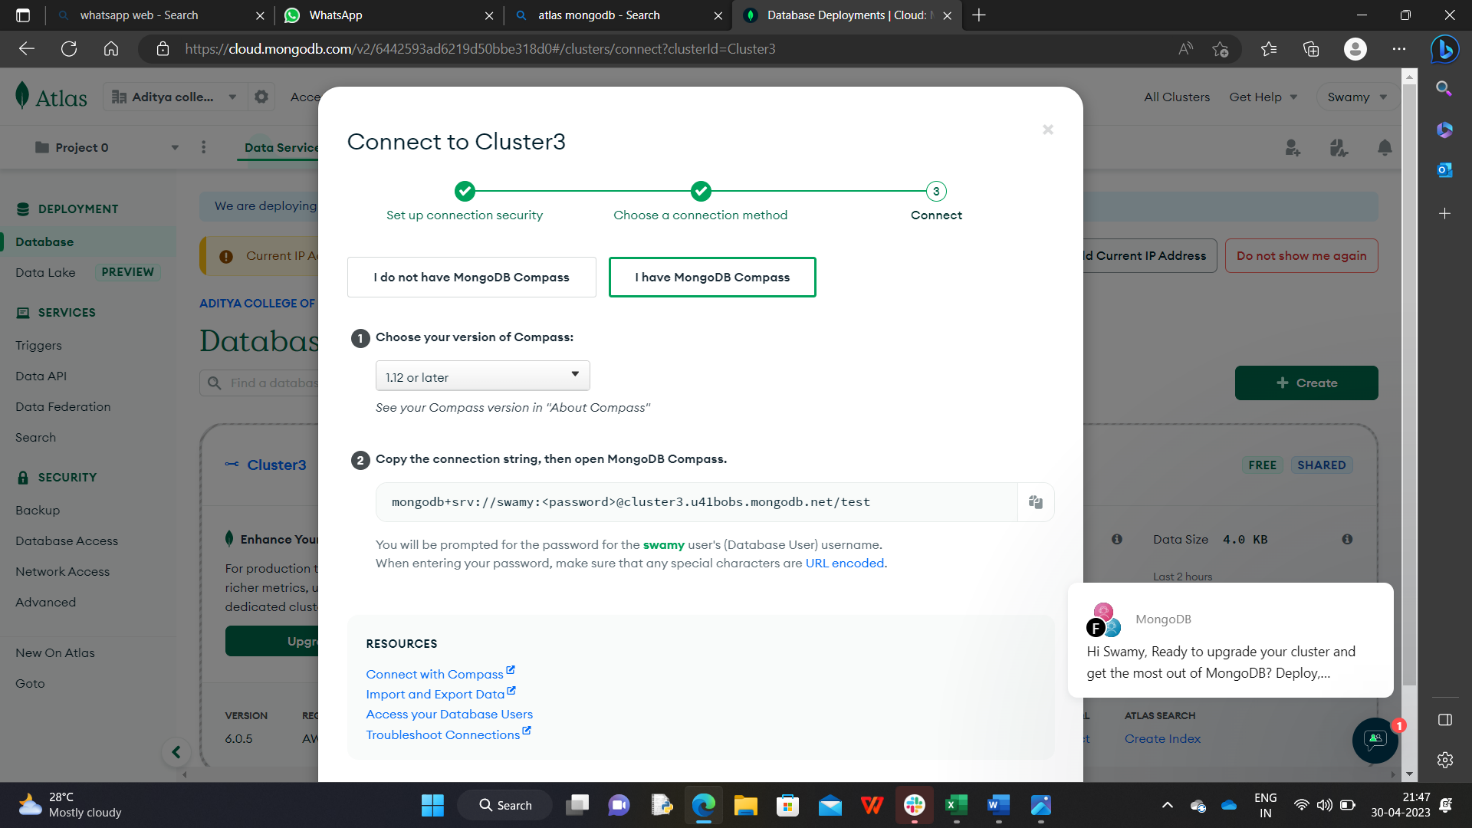 whatsapp web - Search
WhatsApp
atlas mongodb - Search
Database Deployments | Cloud:
https://cloud.mongodb.com/v2/6442593ad6219d50bbe318d0#/clusters/connect?clusterId=Cluster3
Atlas
Aditya colle...
Acce
All Clusters
Get Help
Swamy
Project 0
Data Service
DEPLOYMENT
Database
Data Lake
PREVIEW
SERVICES
Triggers
Data API
Data Federation
Search
SECURITY
Backup
Database Access
Network Access
Advanced
New On Atlas
Goto
We are deploying
Current IP A
d Current IP Address
Do not show me again
ADITYA COLLEGE OF
Databas
Find a databas
+ Create
Cluster3
FREE
SHARED
Enhance Your
For production t
richer metrics, u
dedicated clust
Upgr
Data Size 4.0 KB
Last 2 hours
VERSION
6.0.5
REG
AW
ATLAS SEARCH
Create Index
Connect to Cluster3
Set up connection security
Choose a connection method
3
Connect
I do not have MongoDB Compass
I have MongoDB Compass
1 Choose your version of Compass:
1.12 or later
See your Compass version in "About Compass"
2 Copy the connection string, then open MongoDB Compass.
mongodb+srv://swamy:<password>@cluster3.u41bobs.mongodb.net/test
You will be prompted for the password for the swamy user's (Database User) username.
When entering your password, make sure that any special characters are URL encoded.
RESOURCES
Connect with Compass
Import and Export Data
Access your Database Users
Troubleshoot Connections
MongoDB
F
Hi Swamy, Ready to upgrade your cluster and
get the most out of MongoDB? Deploy,...
1
28°C
Mostly cloudy
Search
ENG
IN
21:47
30-04-2023